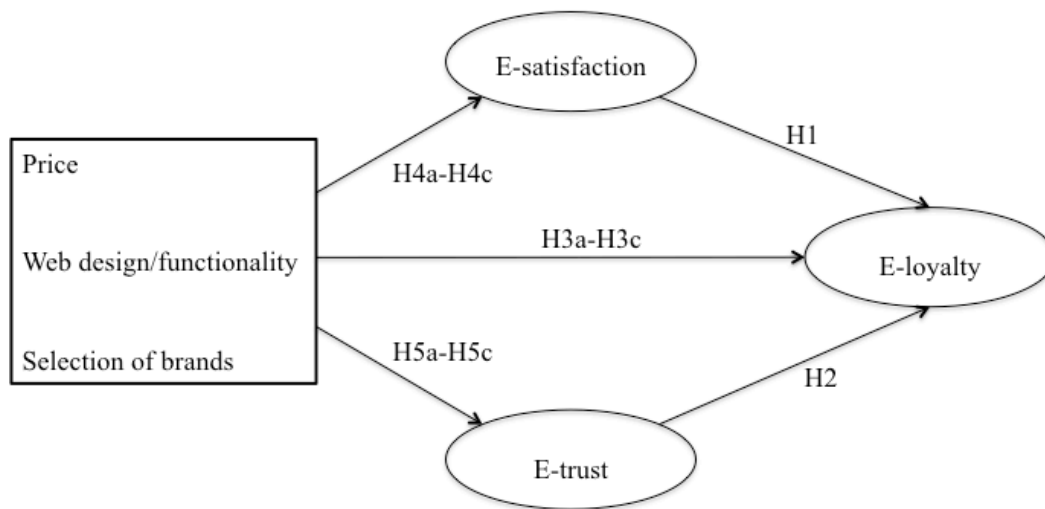 E-satisfaction
H1
Price
H4a-H4c
Web design/functionality
H3a-H3c
E-loyalty
Selection of brands
H5a-H5c
H2
E-trust